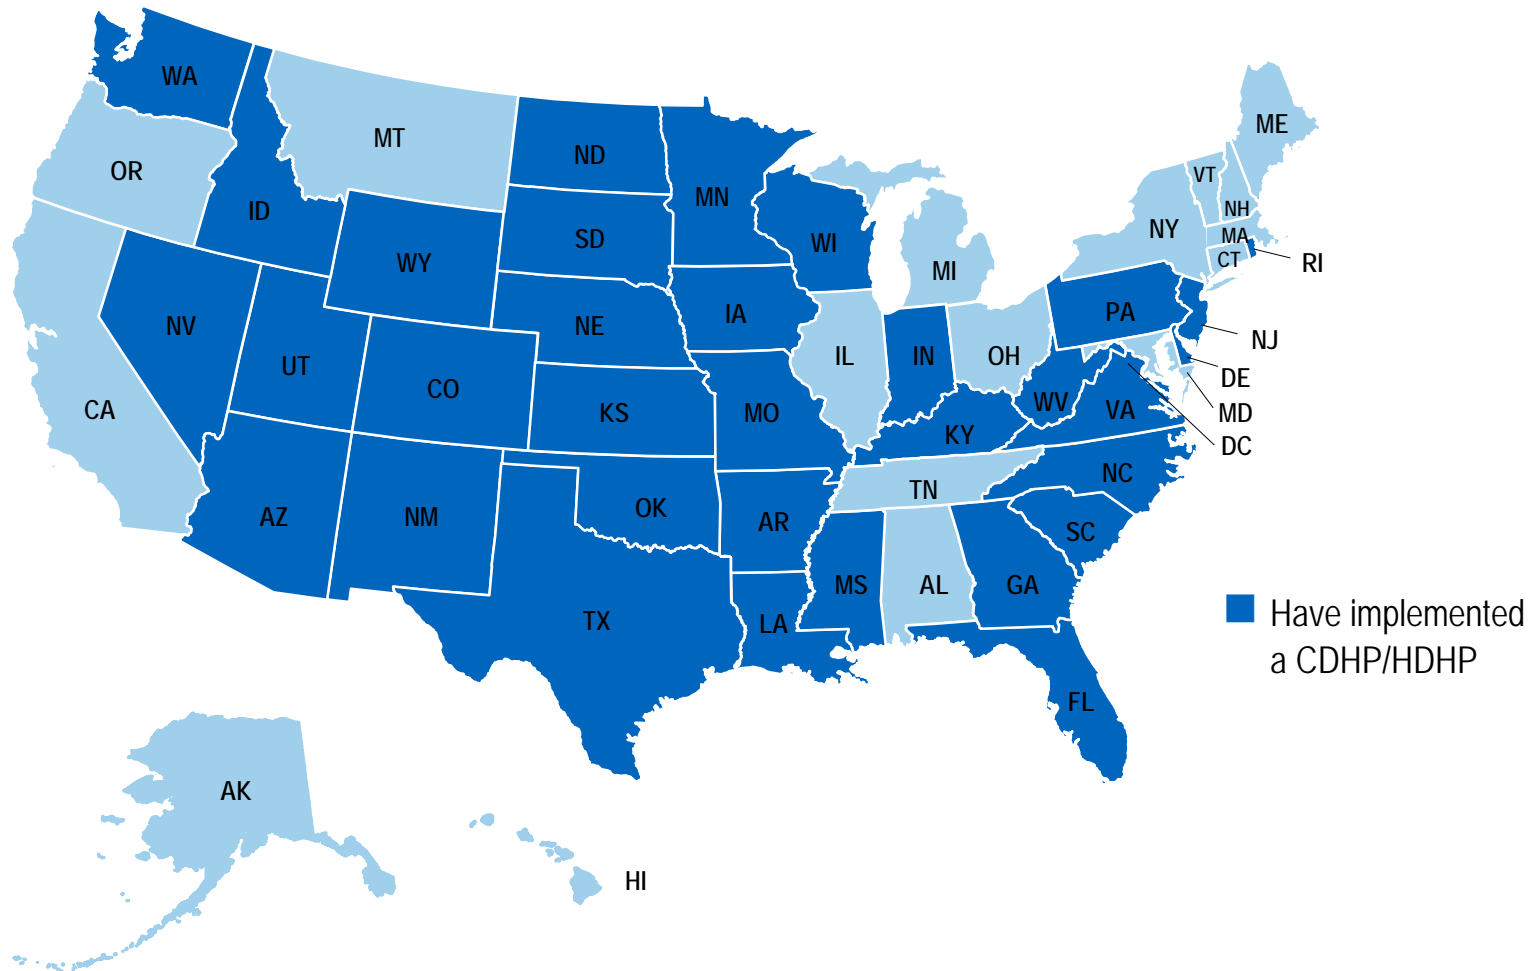 WA
MT
ND
MN
ME
OR
ID
SD
WI
VT
NH
NY
MA
CT
RI
WY
MI
NV
NE
IA
PA
NJ
UT
CO
IL
IN
OH
DE
CA
KS
MO
WV
VA
MD
KY
DC
NC
AZ
NM
OK
AR
TN
SC
TX
LA
MS
AL
GA
Have implemented
a CDHP/HDHP
FL
AK
HI